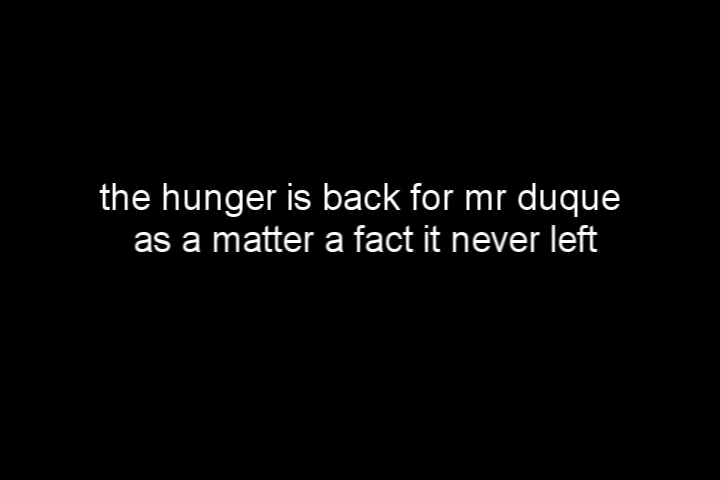 the hunger is back for mr duque
as a matter a fact it never left